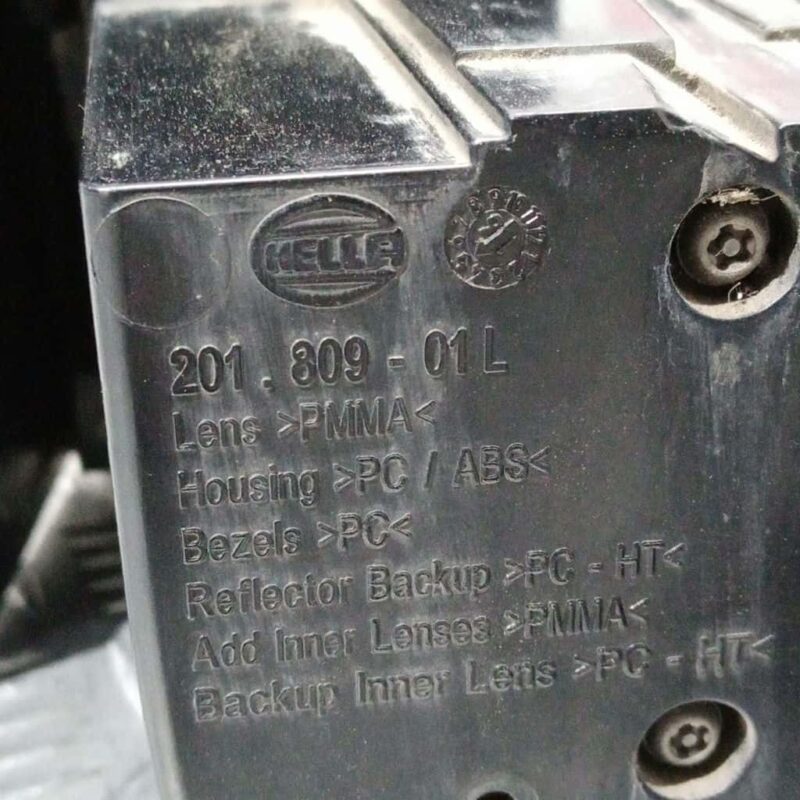 HELLA
201.809-01L
Lens >PMMA<
Housing >PC / ABS<
Bezels >PC<
Reflector Backup >PC - HT<
Add Inner Lenses >PMMA<
Backup Inner Lens >PC - HT<